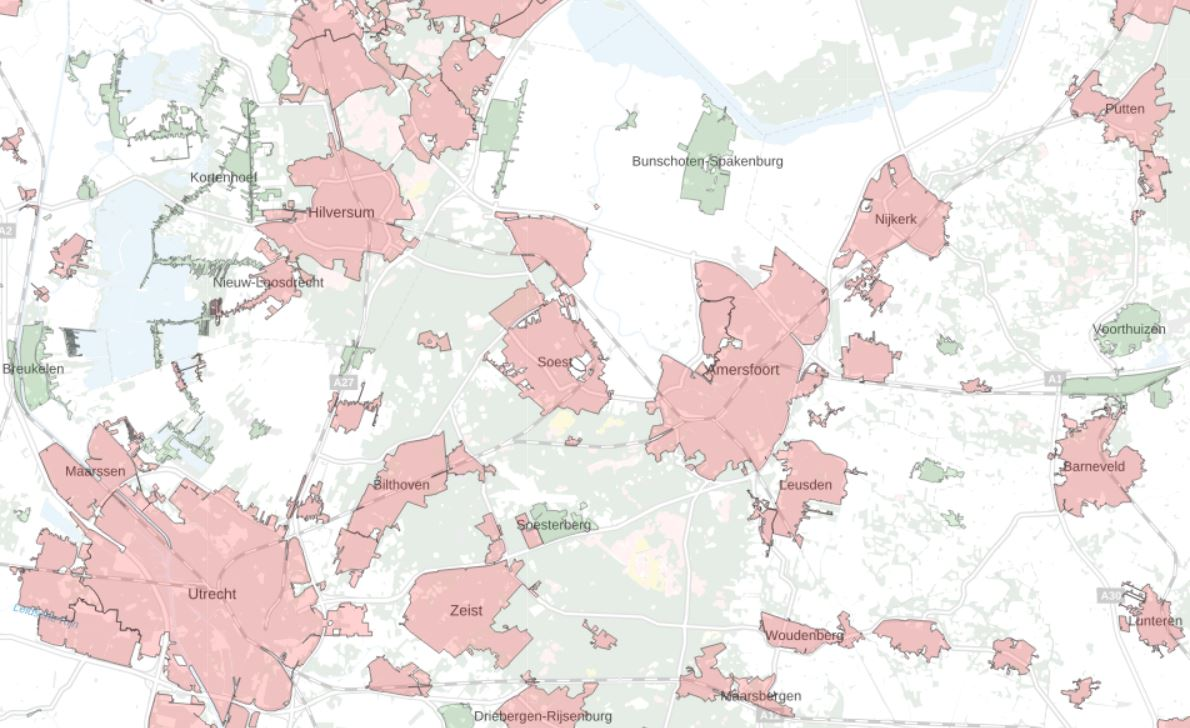 Putten
Bunschoten-Spakenburg
Kortenhoef
Hilversum
Nijkerk
A2
Nieuw-Loosdrecht
Voorthuizen
Breukelen
Soest
Amersfoort
A27
A1
Maarssen
Bilthoven
Leusden
Barneveld
Soesterberg
Utrecht
A30
Zeist
Lunteren
Woudenberg
Maarsbergen
Driebergen-Rijsenburg
A12